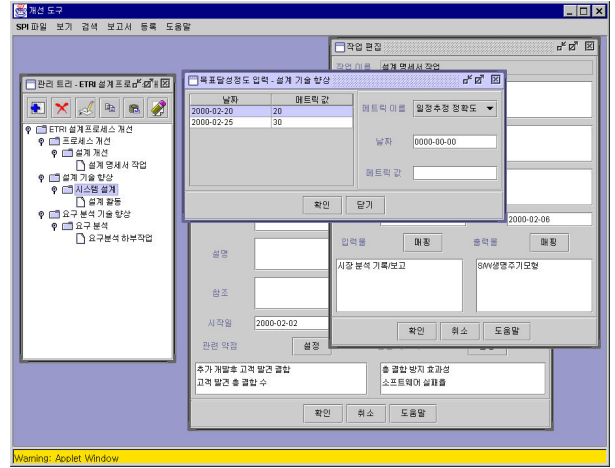 개선 도구
SPI 파일 보기 검색 보고서 등록 도움말
작업 편집
작업 이름 설계 명세서 작업
관리 트리 - ETRI 설계 프로
ETRI 설계프로세스 개선
프로세스 개선
설계 개선
설계 명세서 작업
설계 기술 향상
시스템 설계
설계 활동
요구 분석 기술 향상
요구 분석
요구분석 하부작업
목표달성정도 입력 - 설계 기술 향상
날짜 메트릭 값
2000-02-20 20
2000-02-25 30
메트릭 이름 일정추정 정확도
날짜 0000-00-00
메트릭 값
확인 닫기
2000-02-06
입력물 매핑 출력물 매핑
시장 분석 기록/보고 S/W생명주기모형
확인 취소 도움말
설명
참조
시작일 2000-02-02
관련 약점 설정
추가 개발후 고객 발견 결함
고객 발견 총 결함 수
총 결함 방지 효과성
소프트웨어 실패율
확인 취소 도움말
Warning: Applet Window